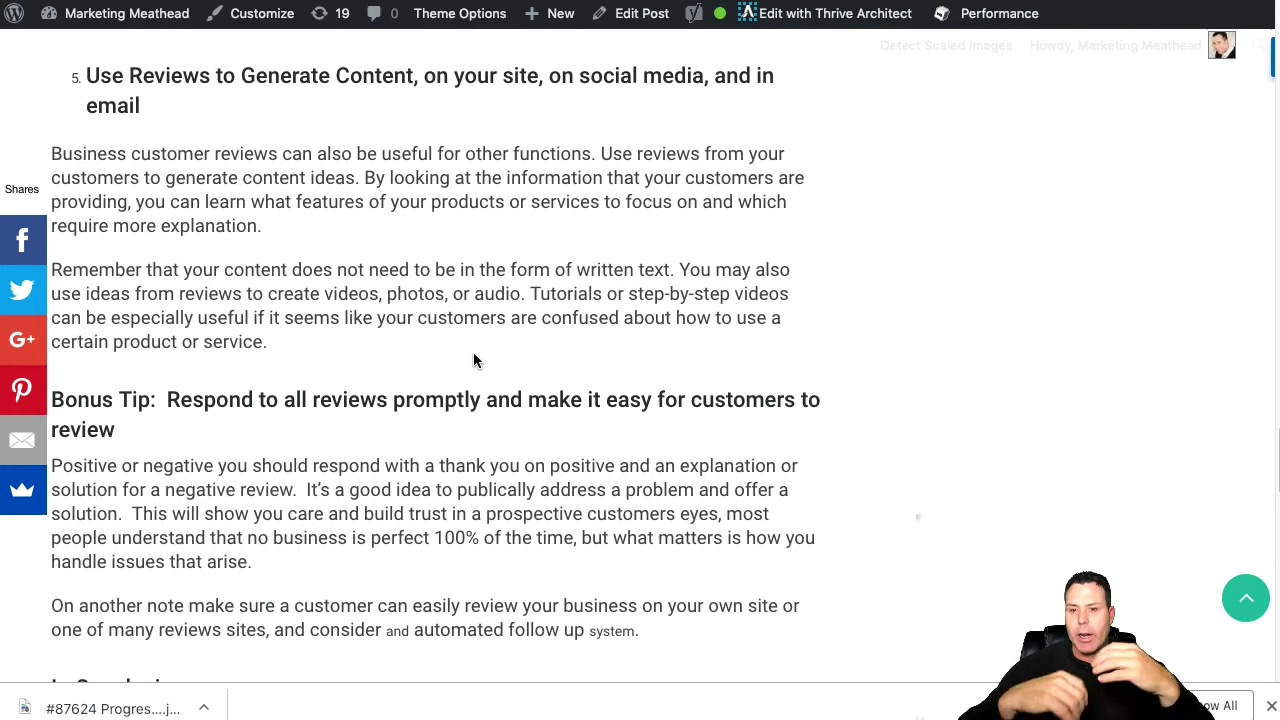 Marketing Meathead Customize 19 0 Theme Options New Edit Post Edit with Thrive Architect Performance
Detect Scaled Images Howdy, Marketing Meathead
5. Use Reviews to Generate Content, on your site, on social media, and in
email
Business customer reviews can also be useful for other functions. Use reviews from your
customers to generate content ideas. By looking at the information that your customers are
providing, you can learn what features of your products or services to focus on and which
require more explanation.
Shares
Remember that your content does not need to be in the form of written text. You may also
use ideas from reviews to create videos, photos, or audio. Tutorials or step-by-step videos
can be especially useful if it seems like your customers are confused about how to use a
certain product or service.
Bonus Tip: Respond to all reviews promptly and make it easy for customers to
review
Positive or negative you should respond with a thank you on positive and an explanation or
solution for a negative review. It's a good idea to publically address a problem and offer a
solution. This will show you care and build trust in a prospective customers eyes, most
people understand that no business is perfect 100% of the time, but what matters is how you
handle issues that arise.
On another note make sure a customer can easily review your business on your own site or
one of many reviews sites, and consider and automated follow up system.
#87624 Progres....j...
All